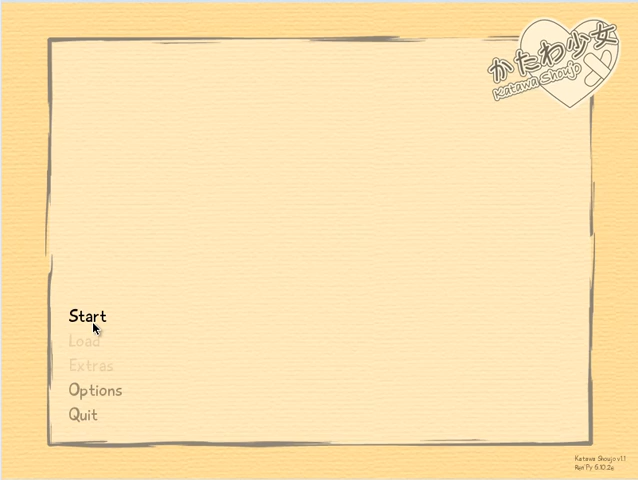 かたわ少女
Katawa Shoujo
Start
Load
Extras
Options
Quit
Katawa Shoujo v1.1
Ren'Py 6.10.2e